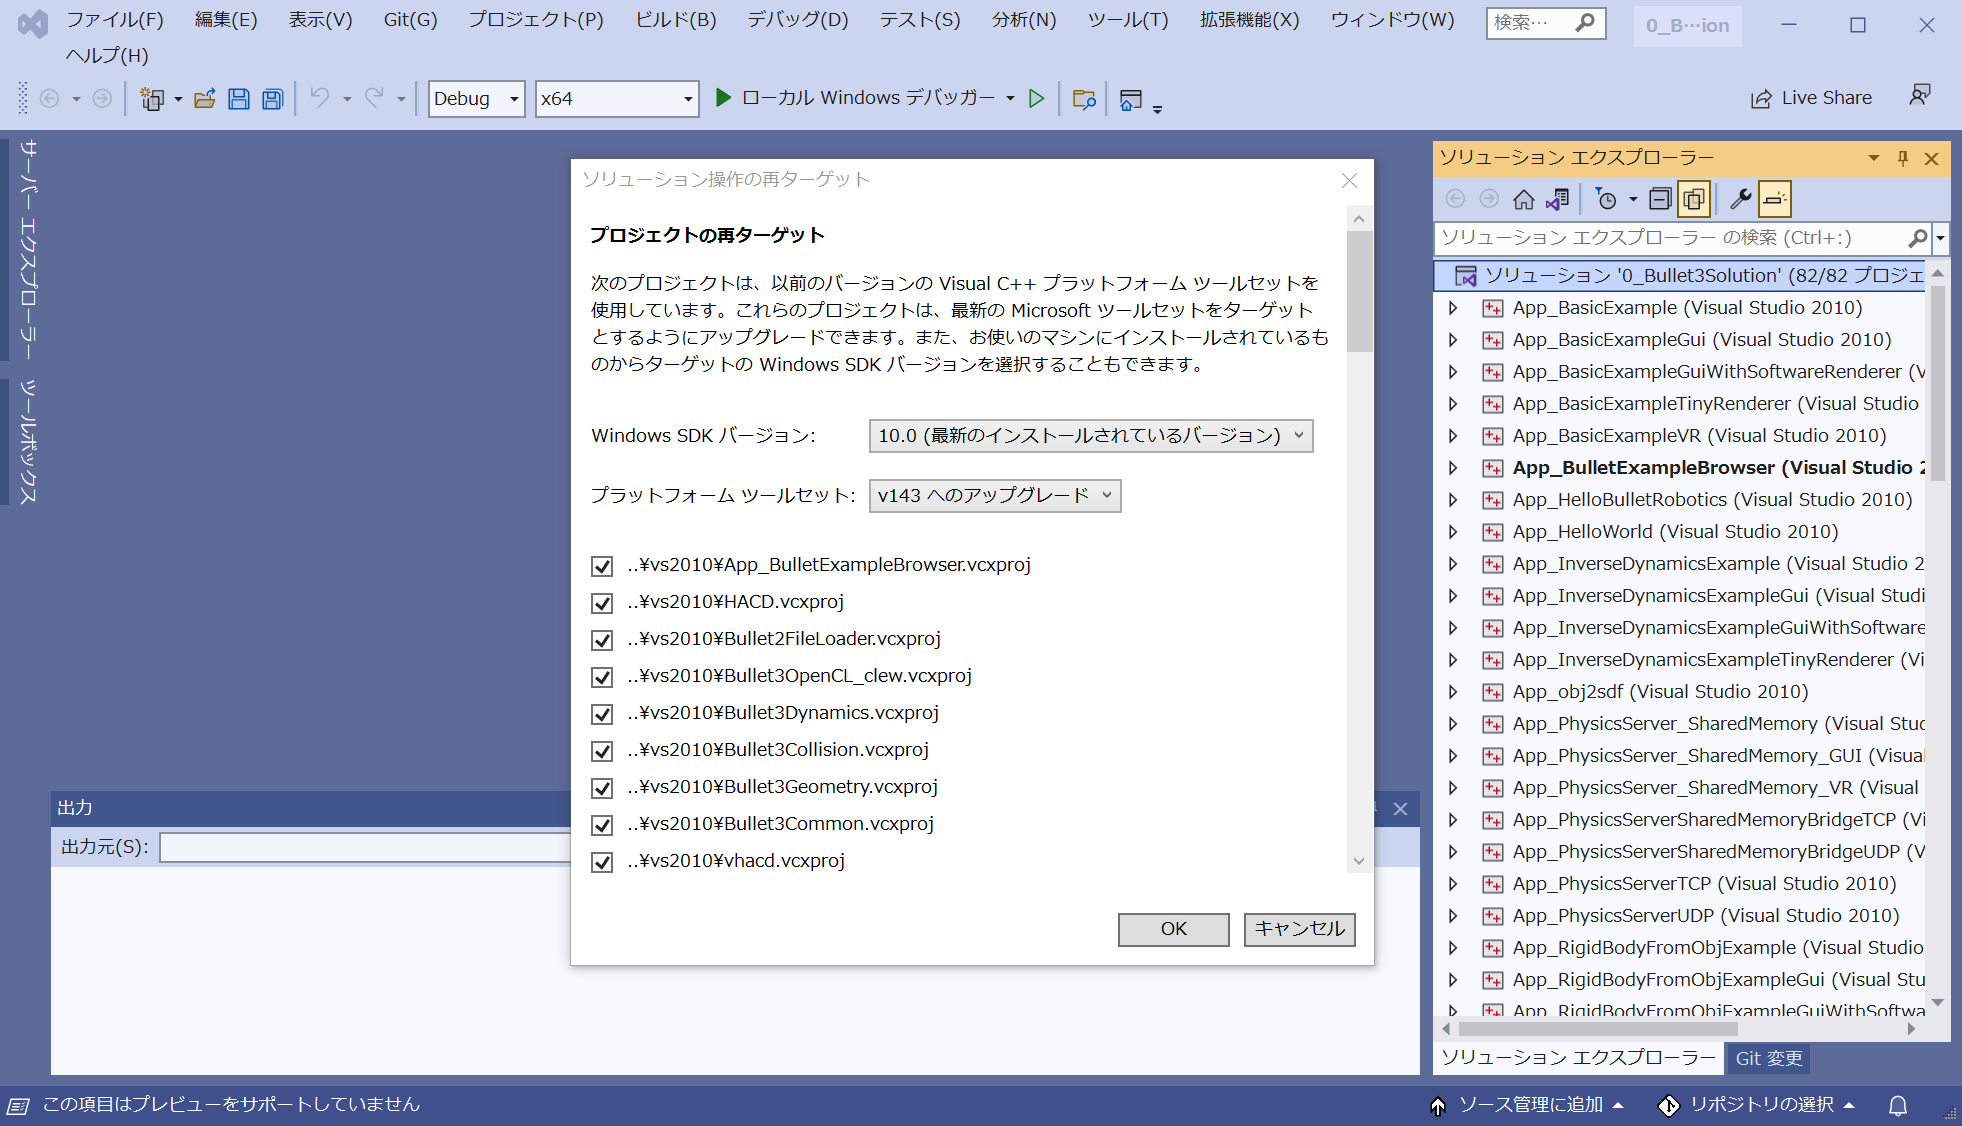 ファイル(F) 編集(E) 表示(V) Git(G) プロジェクト(P) ビルド(B) デバッグ(D) テスト(S) 分析(N) ツール(T) 拡張機能(X) ウィンドウ(W) 検索… 0_B…ion
ヘルプ(H)
Debug x64 ローカル Windows デバッガー Live Share
サーバー エクスプローラー
ツールボックス
ソリューション操作の再ターゲット
プロジェクトの再ターゲット
次のプロジェクトは、以前のバージョンの Visual C++ プラットフォーム ツールセットを
使用しています。これらのプロジェクトは、最新の Microsoft ツールセットをターゲット
とするようにアップグレードできます。また、お使いのマシンにインストールされているも
のからターゲットの Windows SDK バージョンを選択することもできます。
Windows SDK バージョン: 10.0 (最新のインストールされているバージョン)
プラットフォーム ツールセット: v143 へのアップグレード
..¥vs2010¥App_BulletExampleBrowser.vcxproj
..¥vs2010¥HACD.vcxproj
..¥vs2010¥Bullet2FileLoader.vcxproj
..¥vs2010¥Bullet3OpenCL_clew.vcxproj
..¥vs2010¥Bullet3Dynamics.vcxproj
..¥vs2010¥Bullet3Collision.vcxproj
..¥vs2010¥Bullet3Geometry.vcxproj
..¥vs2010¥Bullet3Common.vcxproj
..¥vs2010¥vhacd.vcxproj
OK キャンセル
出力
出力元(S):
ソリューション エクスプローラー
ソリューション エクスプローラー の検索 (Ctrl+:)
ソリューション '0_Bullet3Solution' (82/82 プロジェ
App_BasicExample (Visual Studio 2010)
App_BasicExampleGui (Visual Studio 2010)
App_BasicExampleGuiWithSoftwareRenderer (V
App_BasicExampleTinyRenderer (Visual Studio
App_BasicExampleVR (Visual Studio 2010)
App_BulletExampleBrowser (Visual Studio 2
App_HelloBulletRobotics (Visual Studio 2010)
App_HelloWorld (Visual Studio 2010)
App_InverseDynamicsExample (Visual Studio 2
App_InverseDynamicsExampleGui (Visual Studi
App_InverseDynamicsExampleGuiWithSoftware
App_InverseDynamicsExampleTinyRenderer (Vi
App_obj2sdf (Visual Studio 2010)
App_PhysicsServer_SharedMemory (Visual Stud
App_PhysicsServer_SharedMemory_GUI (Visual
App_PhysicsServer_SharedMemory_VR (Visual
App_PhysicsServerSharedMemoryBridgeTCP (Vi
App_PhysicsServerSharedMemoryBridgeUDP (V
App_PhysicsServerTCP (Visual Studio 2010)
App_PhysicsServerUDP (Visual Studio 2010)
App_RigidBodyFromObjExample (Visual Studio
App_RigidBodyFromObjExampleGui (Visual Stu
App_RigidBodyFromObjExampleGuiWithSoftwa
ソリューション エクスプローラー Git 変更
この項目はプレビューをサポートしていません ソース管理に追加 リポジトリの選択